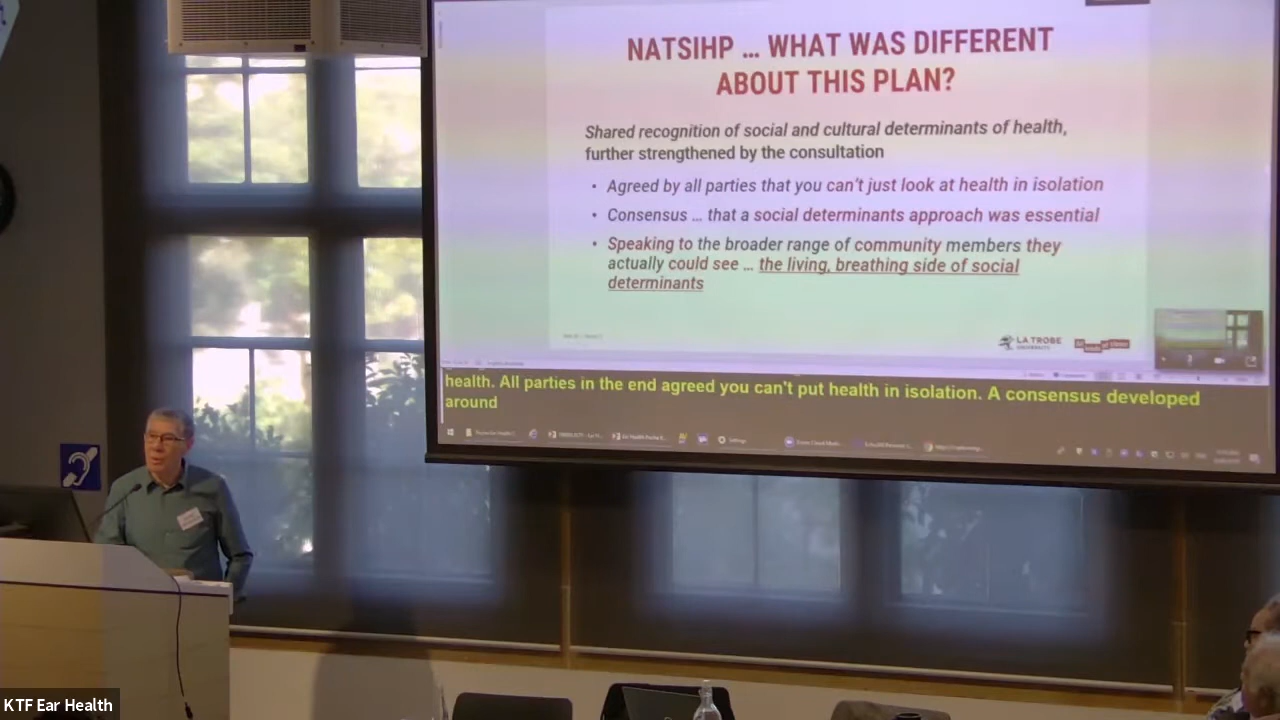 NATSIHP ... WHAT WAS DIFFERENT
ABOUT THIS PLAN?
Shared recognition of social and cultural determinants of health,
further strengthened by the consultation
• Agreed by all parties that you can't just look at health in isolation
• Consensus ... that a social determinants approach was essential
• Speaking to the broader range of community members they
actually could see ... the living, breathing side of social
determinants
LA TROBE
UNIVERSITY
health. All parties in the end agreed you can't put health in isolation. A consensus developed
around
Settings
KTF Ear Health